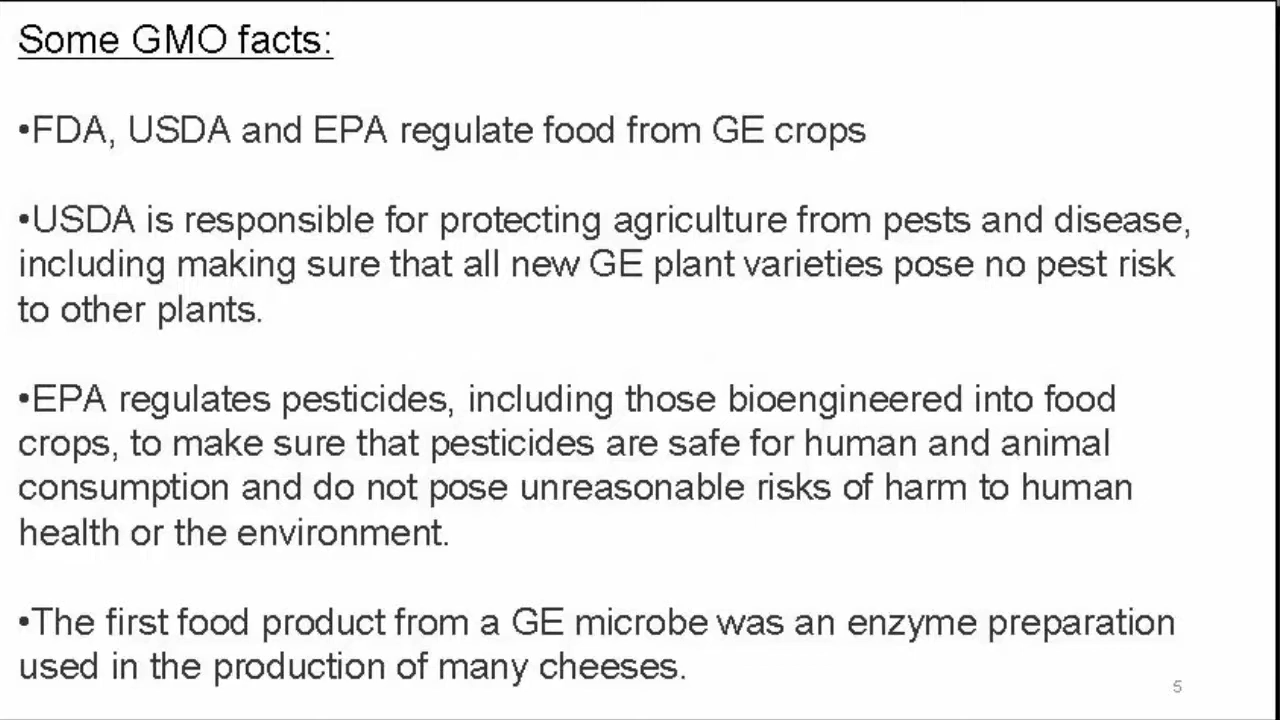 Some GMO facts:
•FDA, USDA and EPA regulate food from GE crops
•USDA is responsible for protecting agriculture from pests and disease,
including making sure that all new GE plant varieties pose no pest risk
to other plants.
•EPA regulates pesticides, including those bioengineered into food
crops, to make sure that pesticides are safe for human and animal
consumption and do not pose unreasonable risks of harm to human
health or the environment.
•The first food product from a GE microbe was an enzyme preparation
used in the production of many cheeses.
5